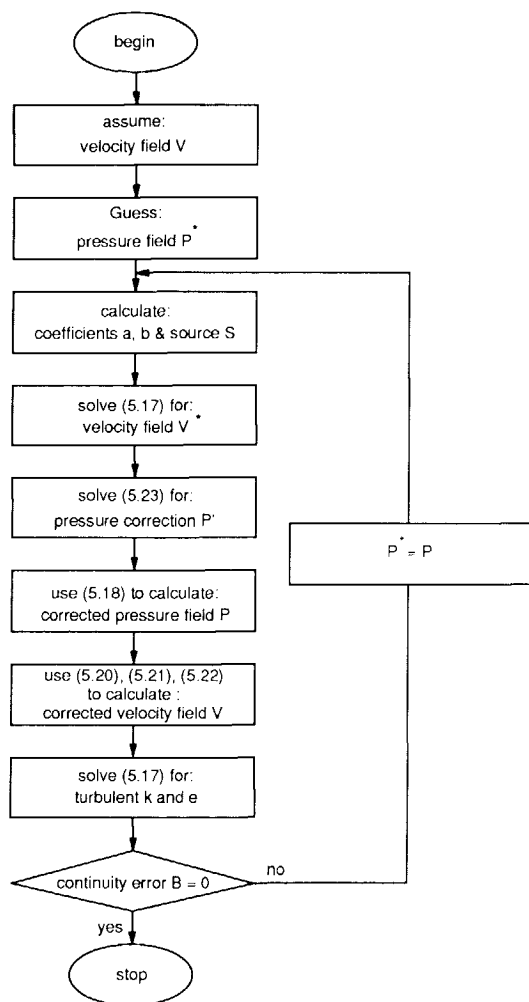 begin
assume:
velocity field V
Guess:
pressure field P*
calculate:
coefficients a, b & source S
solve (5.17) for:
velocity field V*
solve (5.23) for:
pressure correction P'
P* = P
use (5.18) to calculate:
corrected pressure field P
use (5.20), (5.21), (5.22)
to calculate :
corrected velocity field V
solve (5.17) for:
turbulent k and e
continuity error B = 0
no
yes
stop